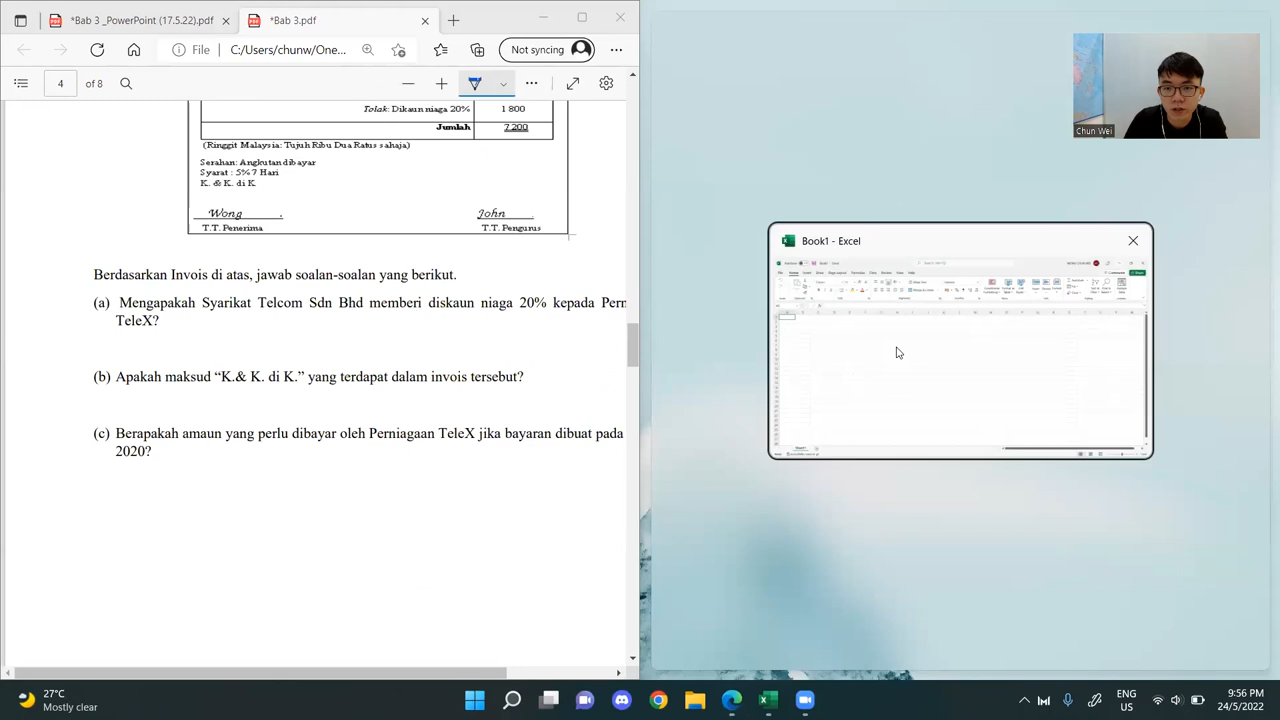 *Bab 3 _PowerPoint (17.5.22).pdf
*Bab 3.pdf
File
C:/Users/chunw/One...
Not syncing
4
of 8
Tolak: Dikaun niaga 20%
1 800
Jumlah
7 200
(Ringgit Malaysia: Tujuh Ribu Dua Ratus sahaja)
Serahan: Angkutan dibayar
Syarat : 5% 7 Hari
K. & K. di K.
Wong
John
T.T. Penerima
T.T. Pengurus
arkan Invois di atas, jawab soalan-soalan yang berikut.
(a) Mengapakah Syarikat Telcom Sdn Bhd memberi diskaun niaga 20% kepada Pern
TeleX?
(b) Apakah maksud “K.& K. di K.” yang terdapat dalam invois tersebut?
(c) Berapakah amaun yang perlu dibayar oleh Perniagaan TeleX jika bayaran dibuat pada
2020?
Chun Wei
Book1 - Excel
27°C
Mostly clear
ENG
US
9:56 PM
24/5/2022